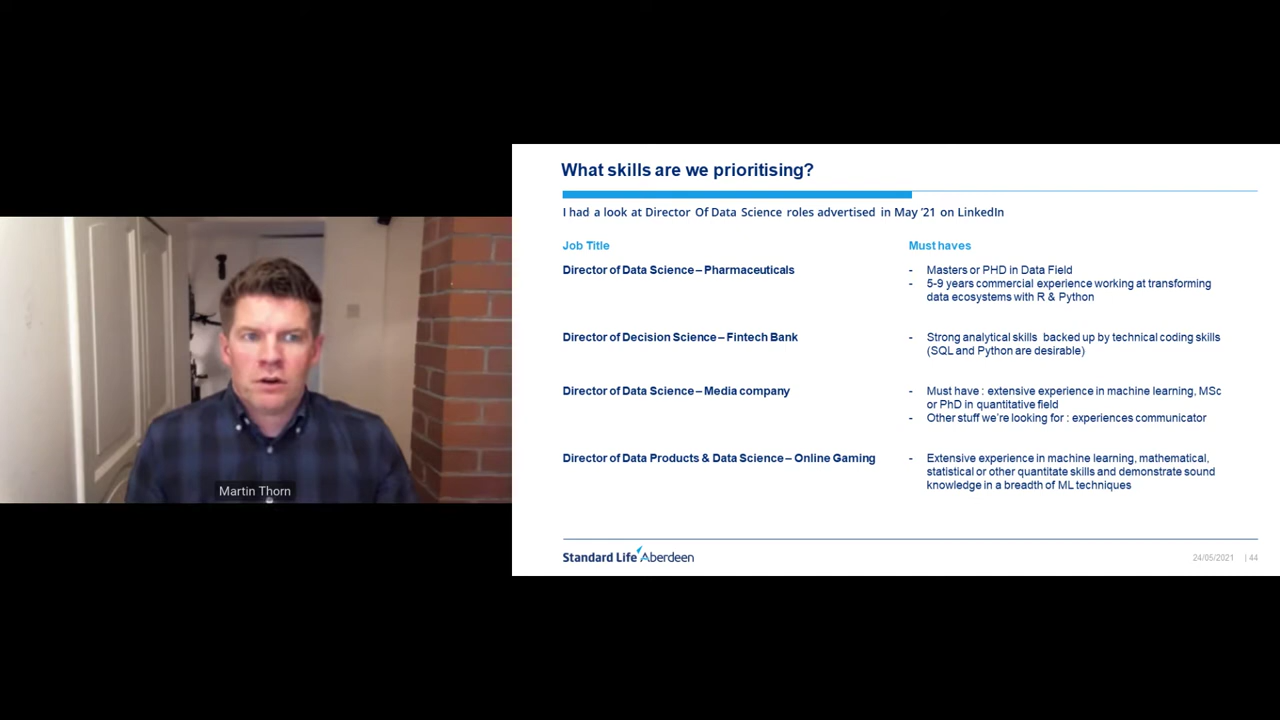 What skills are we prioritising?
I had a look at Director Of Data Science roles advertised in May '21 on LinkedIn
Job Title
Must haves
Director of Data Science – Pharmaceuticals
- Masters or PHD in Data Field
- 5-9 years commercial experience working at transforming
data ecosystems with R & Python
Director of Decision Science – Fintech Bank
- Strong analytical skills backed up by technical coding skills
(SQL and Python are desirable)
Director of Data Science – Media company
- Must have : extensive experience in machine learning, MSc
or PhD in quantitative field
- Other stuff we're looking for : experiences communicator
Director of Data Products & Data Science – Online Gaming
- Extensive experience in machine learning, mathematical,
statistical or other quantitate skills and demonstrate sound
knowledge in a breadth of ML techniques
Martin Thorn
Standard Life Aberdeen
24/05/2021 | 44